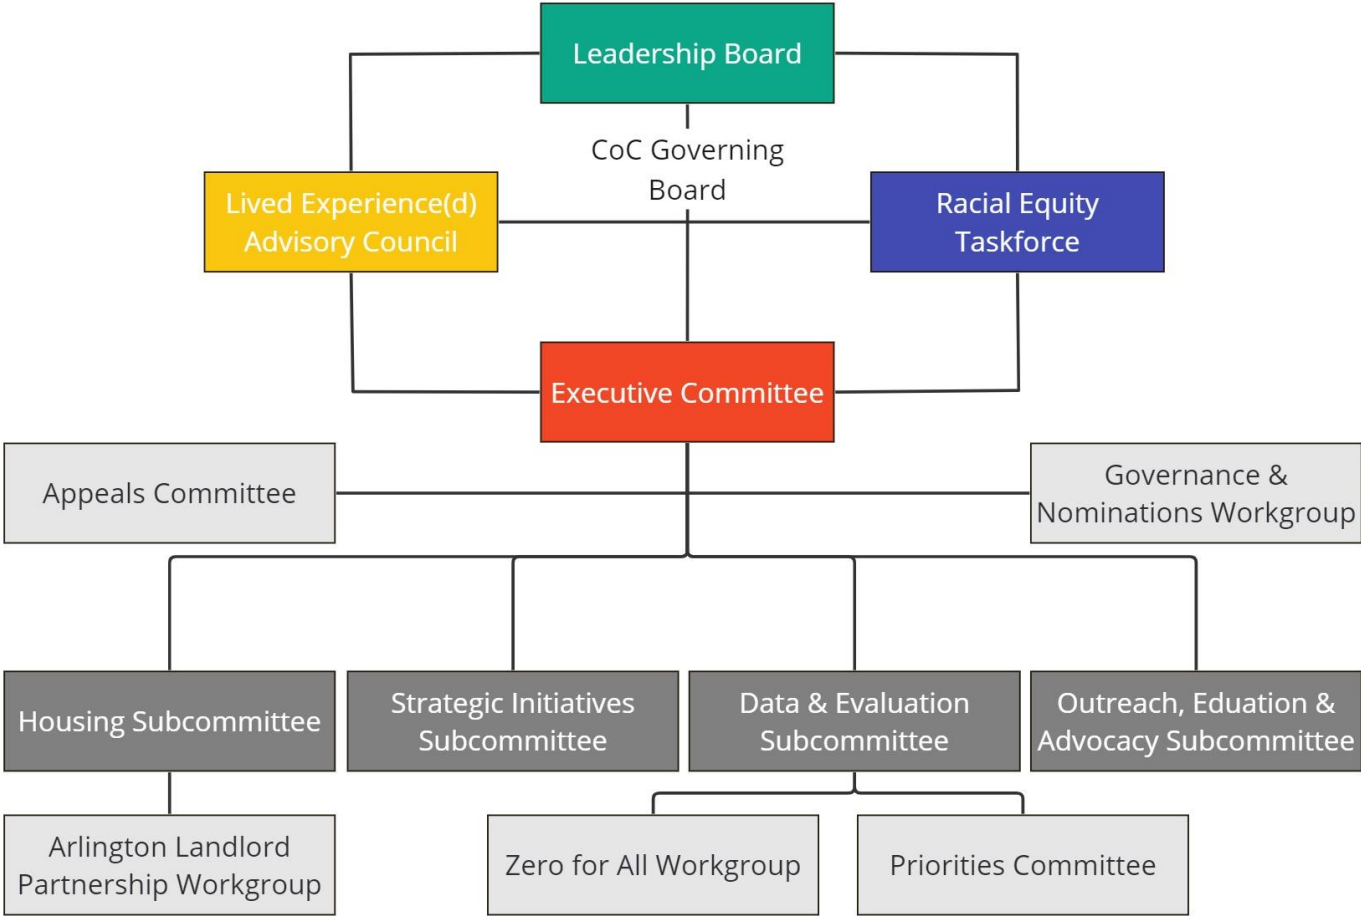 Leadership Board
CoC Governing
Board
Lived Experience(d)
Advisory Council
Racial Equity
Taskforce
Executive Committee
Appeals Committee
Governance &
Nominations Workgroup
Housing Subcommittee
Strategic Initiatives
Subcommittee
Data & Evaluation
Subcommittee
Outreach, Eduation &
Advocacy Subcommittee
Arlington Landlord
Partnership Workgroup
Zero for All Workgroup
Priorities Committee